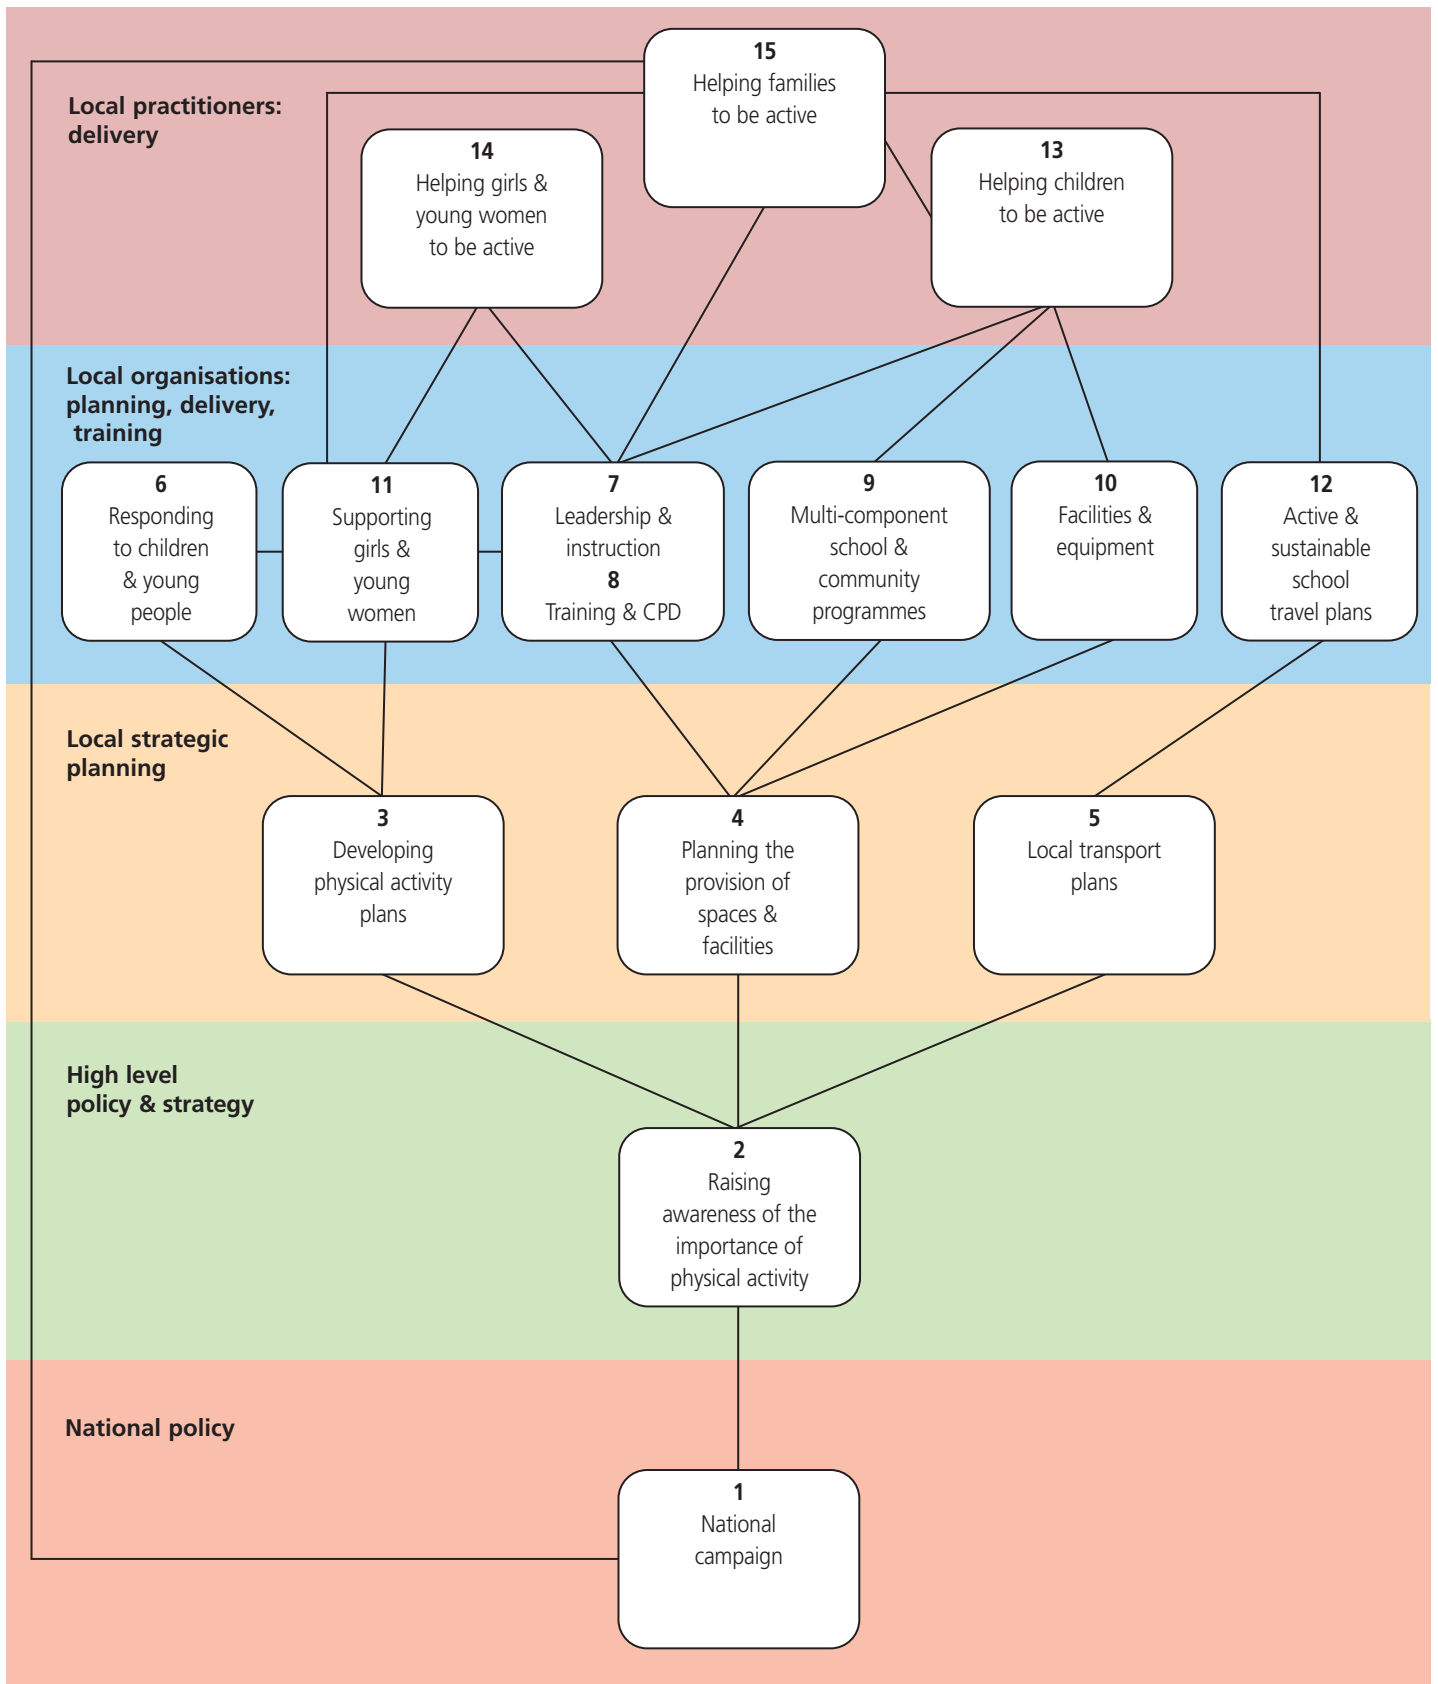 15
Helping families
to be active
Local practitioners:
delivery
14
Helping girls &
young women
to be active
13
Helping children
to be active
Local organisations:
planning, delivery,
training
6
Responding
to children
& young
people
11
Supporting
girls &
young
women
7
Leadership &
instruction
8
Training & CPD
9
Multi-component
school &
community
programmes
10
Facilities &
equipment
12
Active &
sustainable
school
travel plans
Local strategic
planning
3
Developing
physical activity
plans
4
Planning the
provision of
spaces &
facilities
5
Local transport
plans
High level
policy & strategy
2
Raising
awareness of the
importance of
physical activity
National policy
1
National
campaign